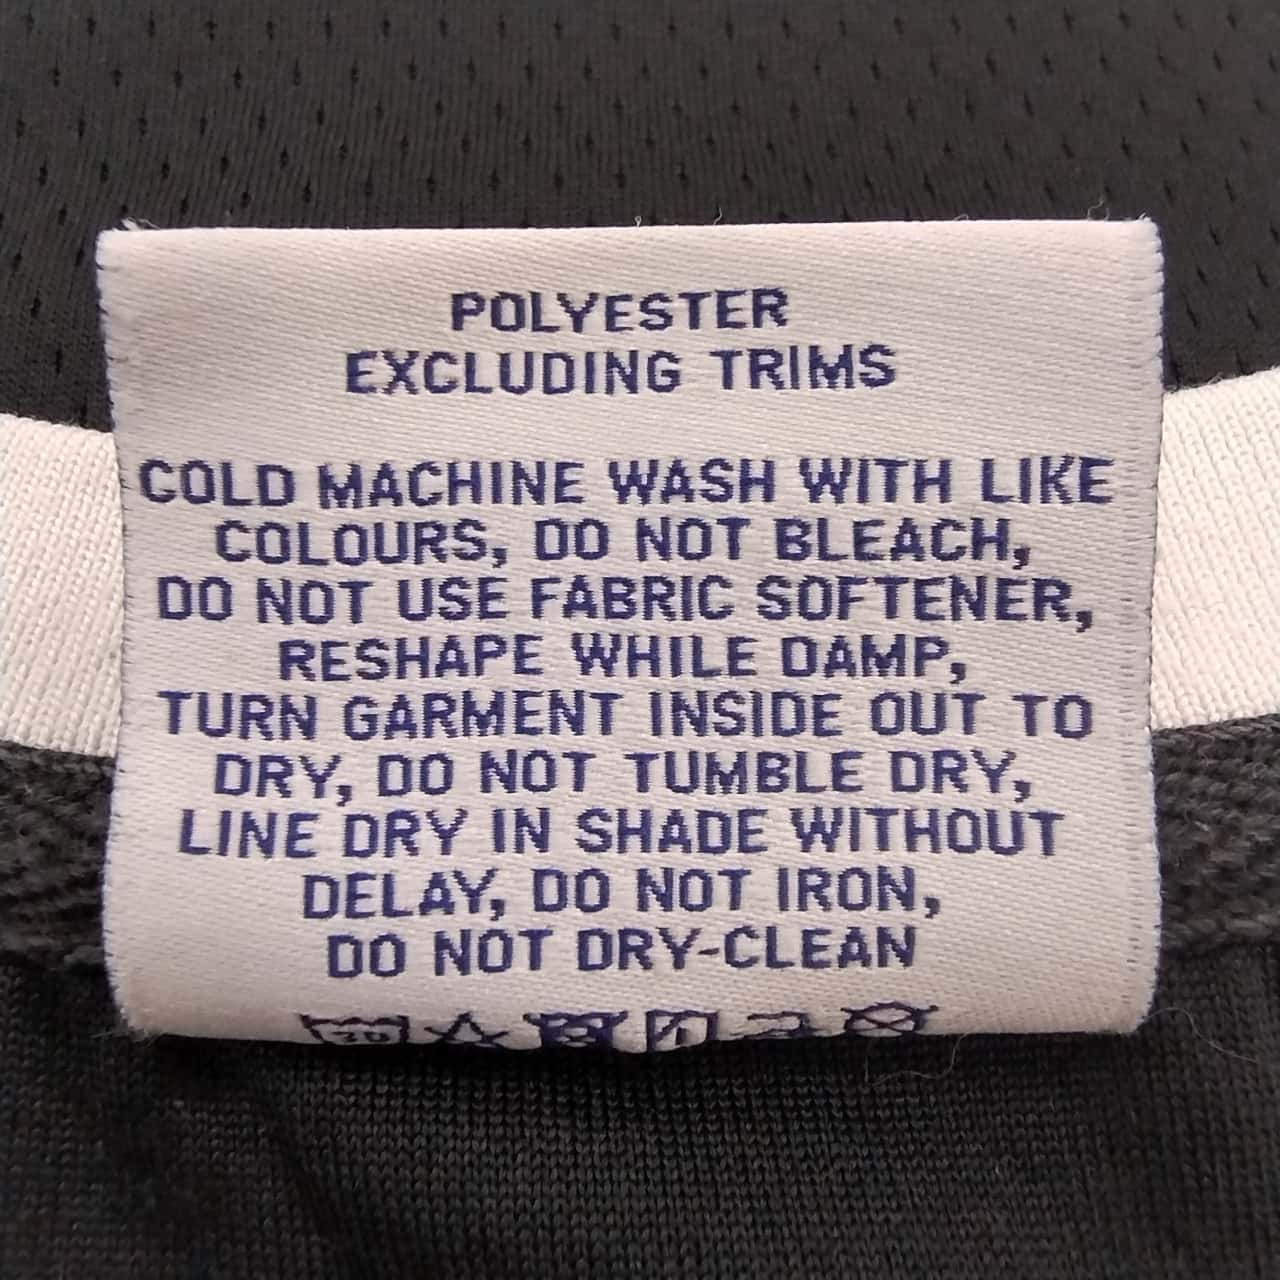 POLYESTER
EXCLUDING TRIMS
COLD MACHINE WASH WITH LIKE
COLOURS, DO NOT BLEACH,
DO NOT USE FABRIC SOFTENER,
RESHAPE WHILE DAMP,
TURN GARMENT INSIDE OUT TO
DRY, DO NOT TUMBLE DRY,
LINE DRY IN SHADE WITHOUT
DELAY, DO NOT IRON,
DO NOT DRY-CLEAN
30